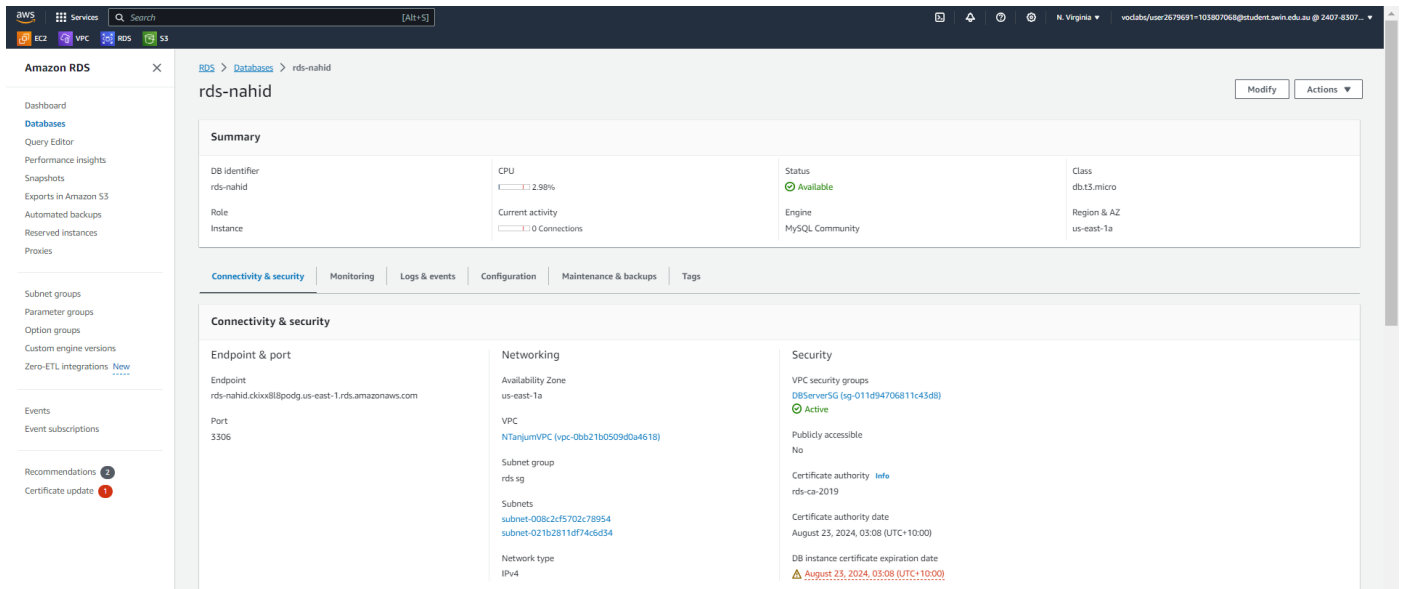 aws Services Search [Alt+S] N. Virginia ▼ voclabs/user2679691=103807068@student.swin.edu.au @ 2407-8307... ▼
EC2 VPC RDS S3
Amazon RDS
Dashboard
Databases
Query Editor
Performance insights
Snapshots
Exports in Amazon S3
Automated backups
Reserved instances
Proxies
Subnet groups
Parameter groups
Option groups
Custom engine versions
Zero-ETL integrations New
Events
Event subscriptions
Recommendations 2
Certificate update 1
RDS > Databases > rds-nahid
rds-nahid
Modify Actions ▼
Summary
DB identifier
rds-nahid
Role
Instance
CPU
2.98%
Current activity
0 Connections
Status
Available
Engine
MySQL Community
Class
db.t3.micro
Region & AZ
us-east-1a
Connectivity & security Monitoring Logs & events Configuration Maintenance & backups Tags
Connectivity & security
Endpoint & port
Endpoint
rds-nahid.ckixx8l8podg.us-east-1.rds.amazonaws.com
Port
3306
Networking
Availability Zone
us-east-1a
VPC
NTanjumVPC (vpc-0bb21b0509d0a4618)
Subnet group
rds sg
Subnets
subnet-008c2cf5702c78954
subnet-021b2811df74c6d34
Network type
IPv4
Security
VPC security groups
DBServerSG (sg-011d94706811c43d8)
Active
Publicly accessible
No
Certificate authority Info
rds-ca-2019
Certificate authority date
August 23, 2024, 03:08 (UTC+10:00)
DB instance certificate expiration date
August 23, 2024, 03:08 (UTC+10:00)